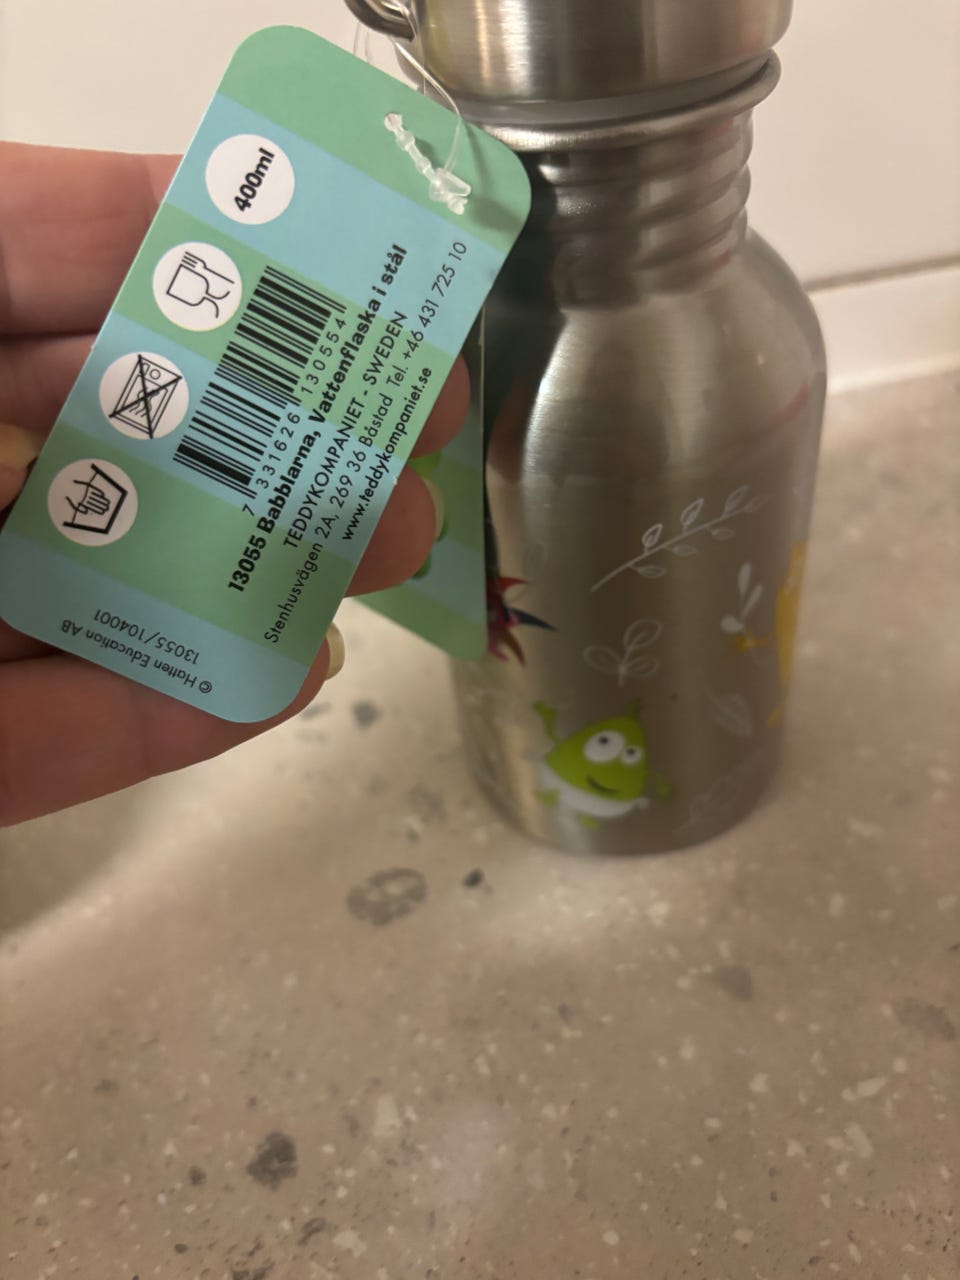 400ml
7 331626 130554
13055 Babblarna, Vattenflaska i stål
TEDDYKOMPANIET - SWEDEN
Stenhusvägen 2A, 269 36 Båstad Tel. +46 431 725 10
www.teddykompaniet.se
© Hatten Education AB
13055/104001